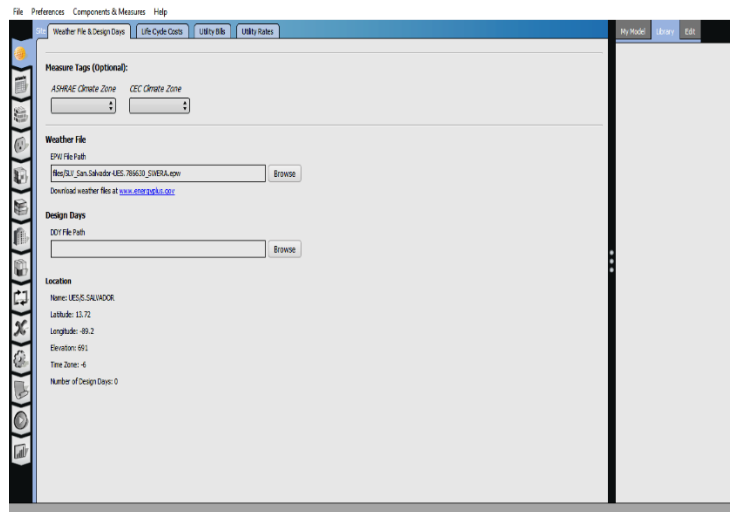 File Preferences Components & Measures Help
Site Weather File & Design Days Life Cycle Costs Utility Bills Utility Rates My Model Library Edit
Measure Tags (Optional):
ASHRAE Climate Zone CEC Climate Zone
Weather File
EPW File Path
files/SLV_San.Salvador-UES.786630_SWERA.epw Browse
Download weather files at www.energyplus.gov
Design Days
DDY File Path
Browse
Location
Name: UES/S.SALVADOR
Latitude: 13.72
Longitude: -89.2
Elevation: 691
Time Zone: -6
Number of Design Days: 0